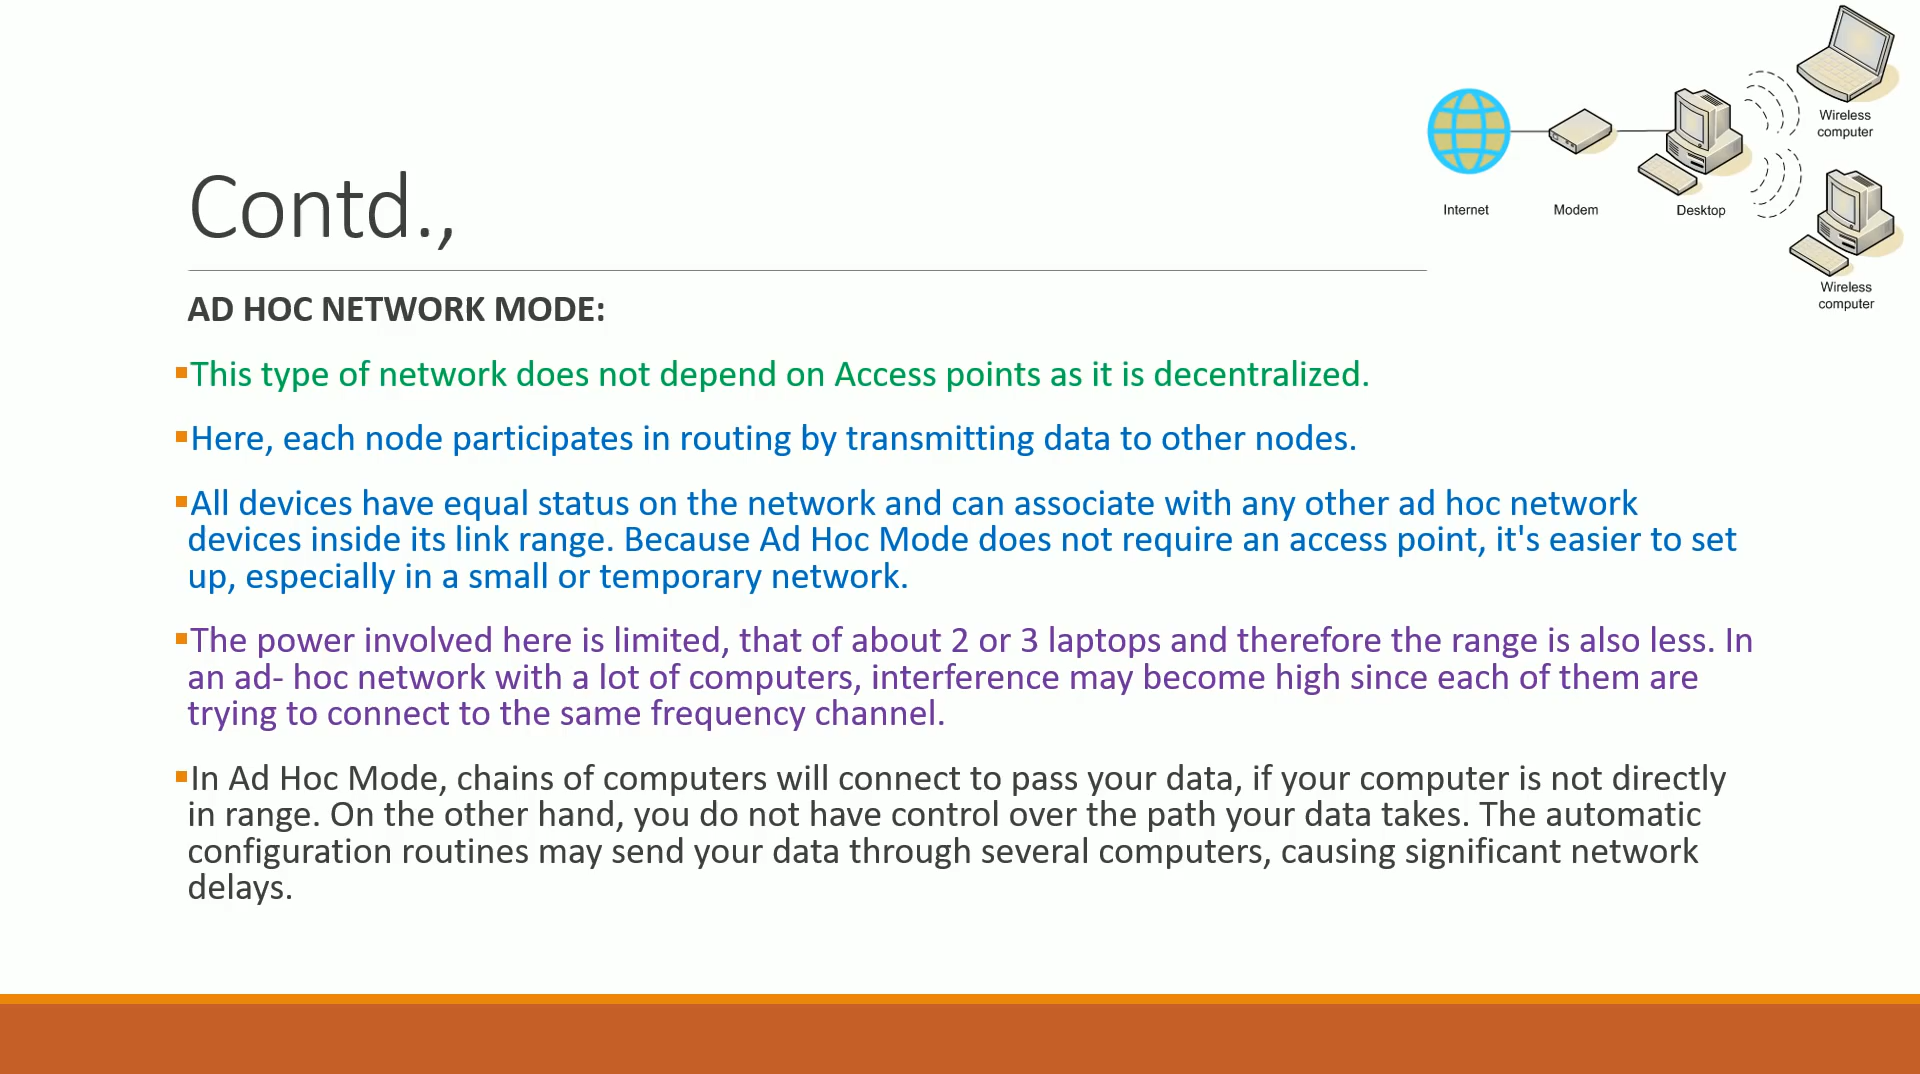 Contd.,
Internet
Modem
Desktop
Wireless
computer
Wireless
computer
AD HOC NETWORK MODE:
▪This type of network does not depend on Access points as it is decentralized.
▪Here, each node participates in routing by transmitting data to other nodes.
▪All devices have equal status on the network and can associate with any other ad hoc network
devices inside its link range. Because Ad Hoc Mode does not require an access point, it's easier to set
up, especially in a small or temporary network.
▪The power involved here is limited, that of about 2 or 3 laptops and therefore the range is also less. In
an ad- hoc network with a lot of computers, interference may become high since each of them are
trying to connect to the same frequency channel.
▪In Ad Hoc Mode, chains of computers will connect to pass your data, if your computer is not directly
in range. On the other hand, you do not have control over the path your data takes. The automatic
configuration routines may send your data through several computers, causing significant network
delays.